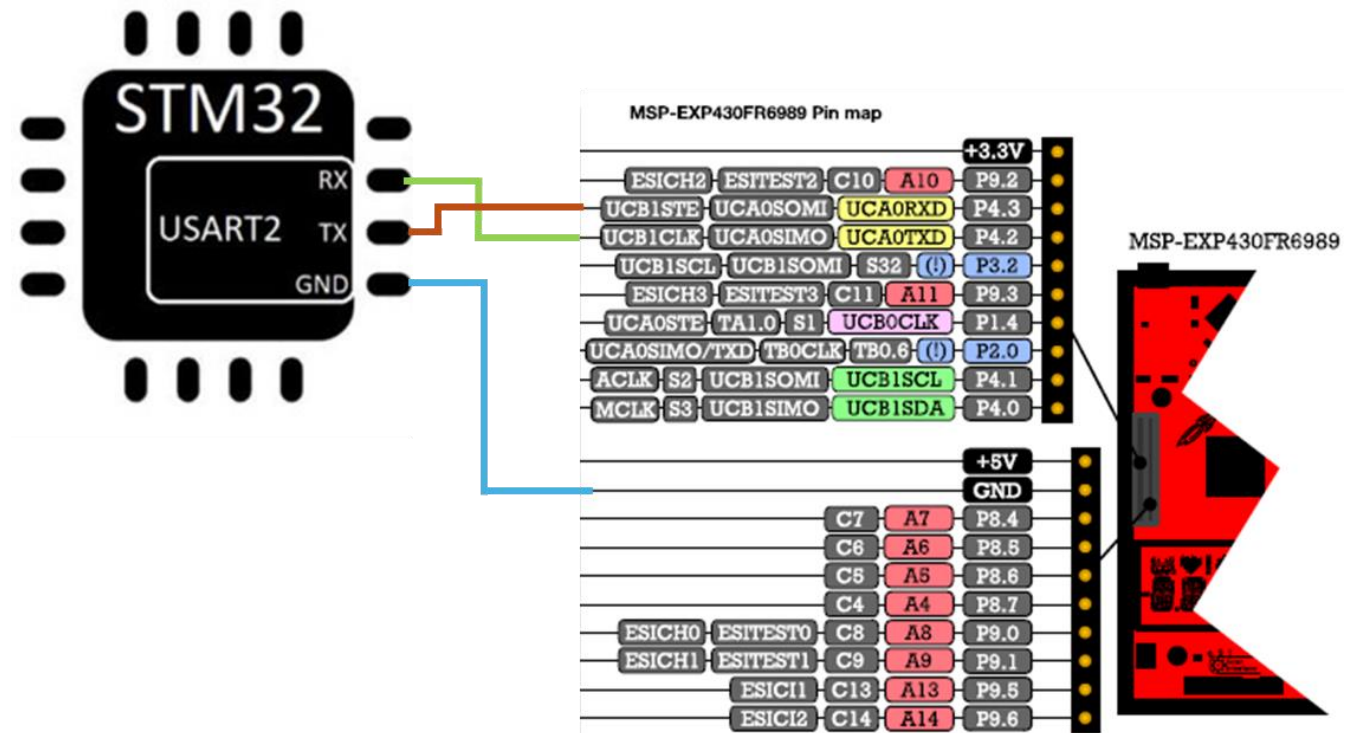 STM32
RX
USART2 TX
GND
MSP-EXP430FR6989 Pin map
+3.3V
ESICH2 ESITEST2 C10 A10 P9.2
UCB1STE UCA0SOMI UCA0RXD P4.3
UCB1CLK UCA0SIMO UCA0TXD P4.2
UCB1SCL UCB1SOMI S32 (!) P3.2
ESICH3 ESITEST3 C11 A11 P9.3
UCA0STE TA1.0 S1 UCB0CLK P1.4
UCA0SIMO/TXD TB0CLK TB0.6 (!) P2.0
ACLK S2 UCB1SOMI UCB1SCL P4.1
MCLK S3 UCB1SIMO UCB1SDA P4.0
+5V
GND
C7 A7 P8.4
C6 A6 P8.5
C5 A5 P8.6
C4 A4 P8.7
ESICH0 ESITEST0 C8 A8 P9.0
ESICH1 ESITEST1 C9 A9 P9.1
ESICI1 C13 A13 P9.5
ESICI2 C14 A14 P9.6
MSP-EXP430FR6989